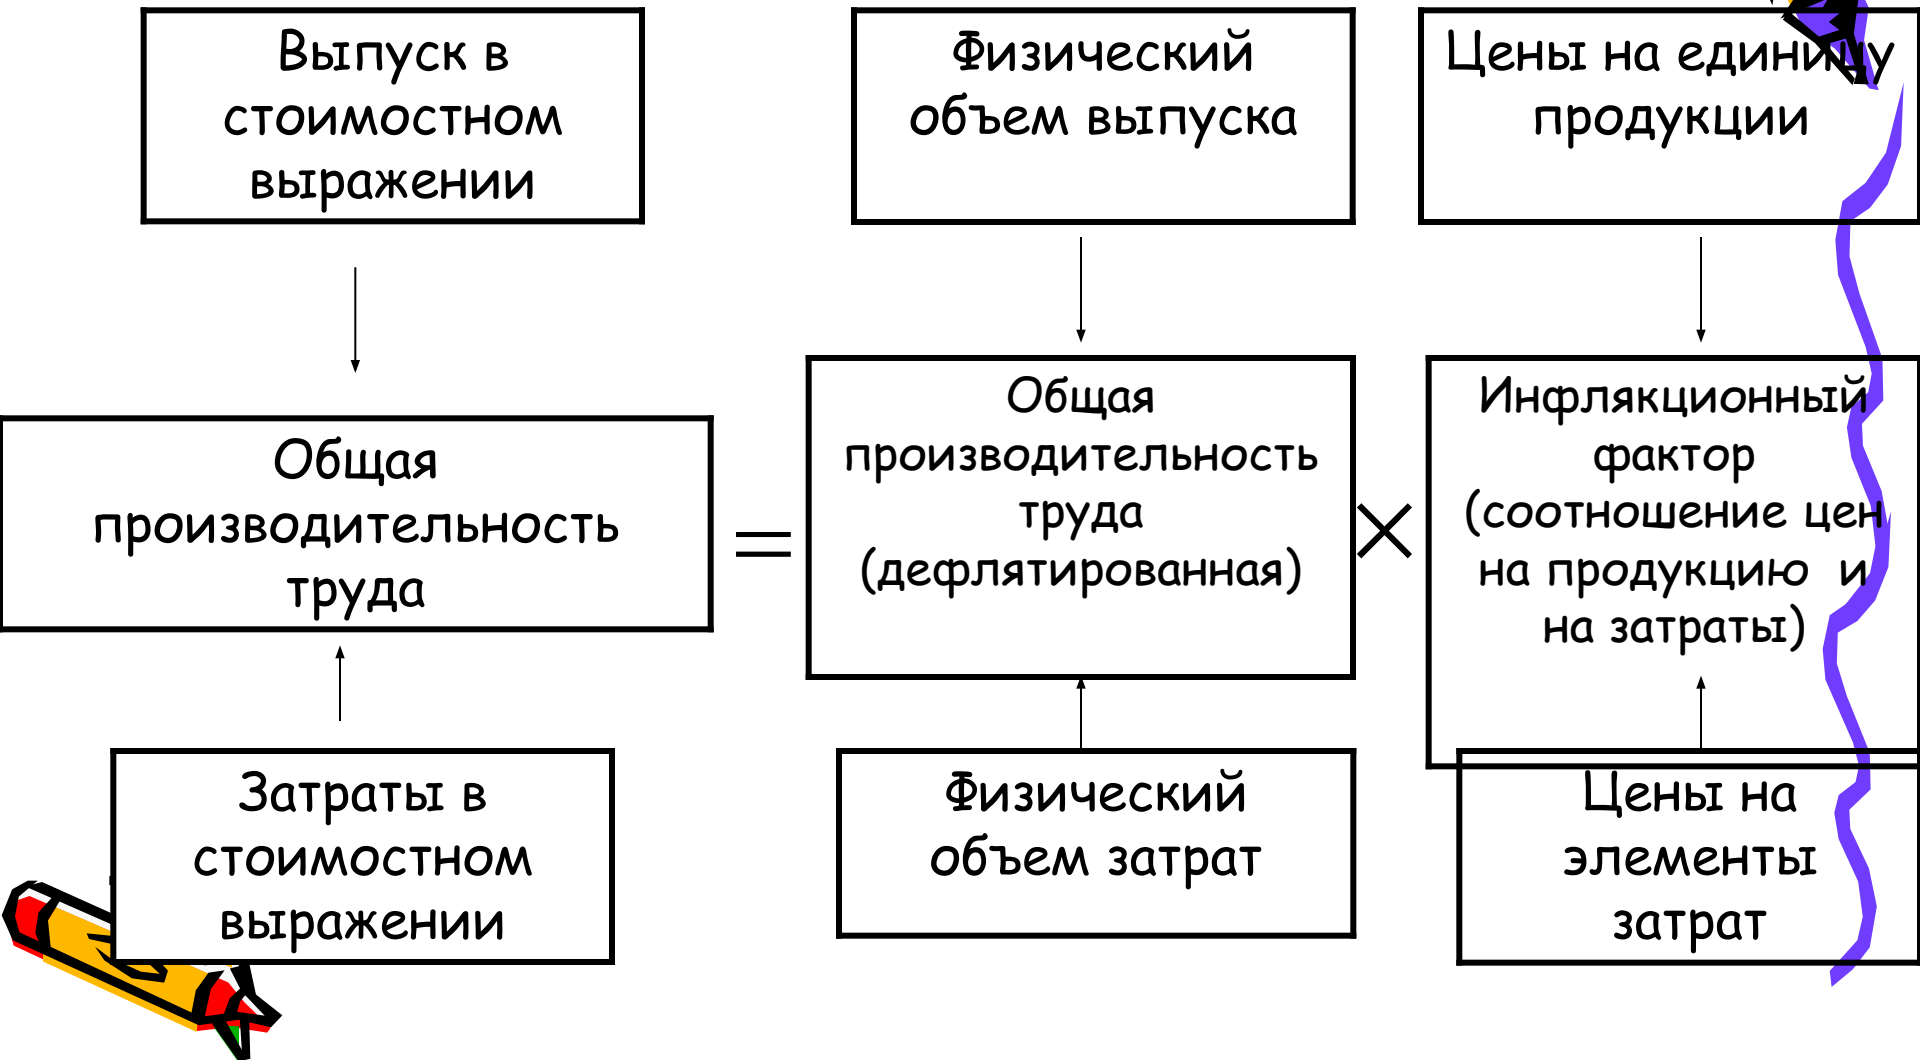 Выпуск в
стоимостном
выражении
Физический
объем выпуска
Цены на единицу
продукции
Общая
производительность
труда
=
Общая
производительность
труда
(дефлятированная)
×
Инфлякционный
фактор
(соотношение цен
на продукцию и
на затраты)
Затраты в
стоимостном
выражении
Физический
объем затрат
Цены на
элементы
затрат